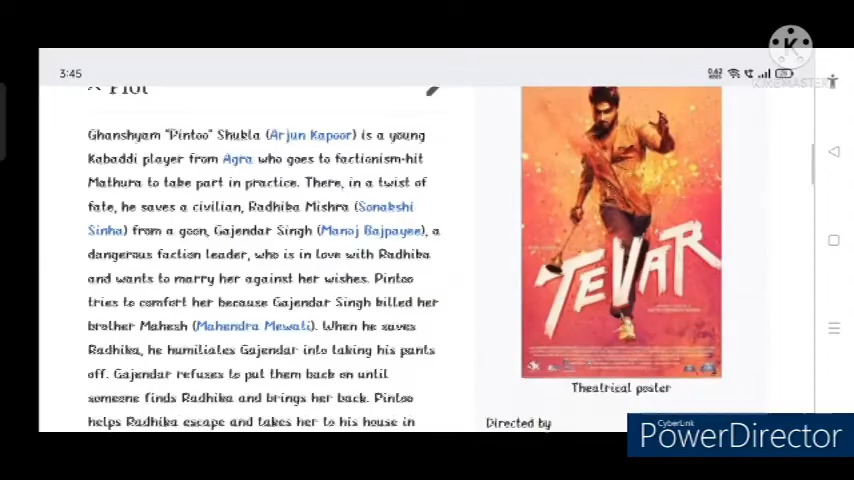 3:45
KINEMASTER
Plot
Ghanshyam "Pintoo" Shukla (Arjun Kapoor) is a young
Kabaddi player from Agra who goes to factionism-hit
Mathura to take part in practice. There, in a twist of
fate, he saves a civilian, Radhika Mishra (Sonakshi
Sinha) from a goon, Gajendar Singh (Manoj Bajpayee), a
dangerous faction leader, who is in love with Radhika
and wants to marry her against her wishes. Pintoo
tries to comfort her because Gajendar Singh killed her
brother Mahesh (Mahendra Mewati). When he saves
Radhika, he humiliates Gajendar into taking his pants
off. Gajendar refuses to put them back on until
someone finds Radhika and brings her back. Pintoo
helps Radhika escape and takes her to his house in
TEVAR
Theatrical poster
Directed by
CyberLink
PowerDirector